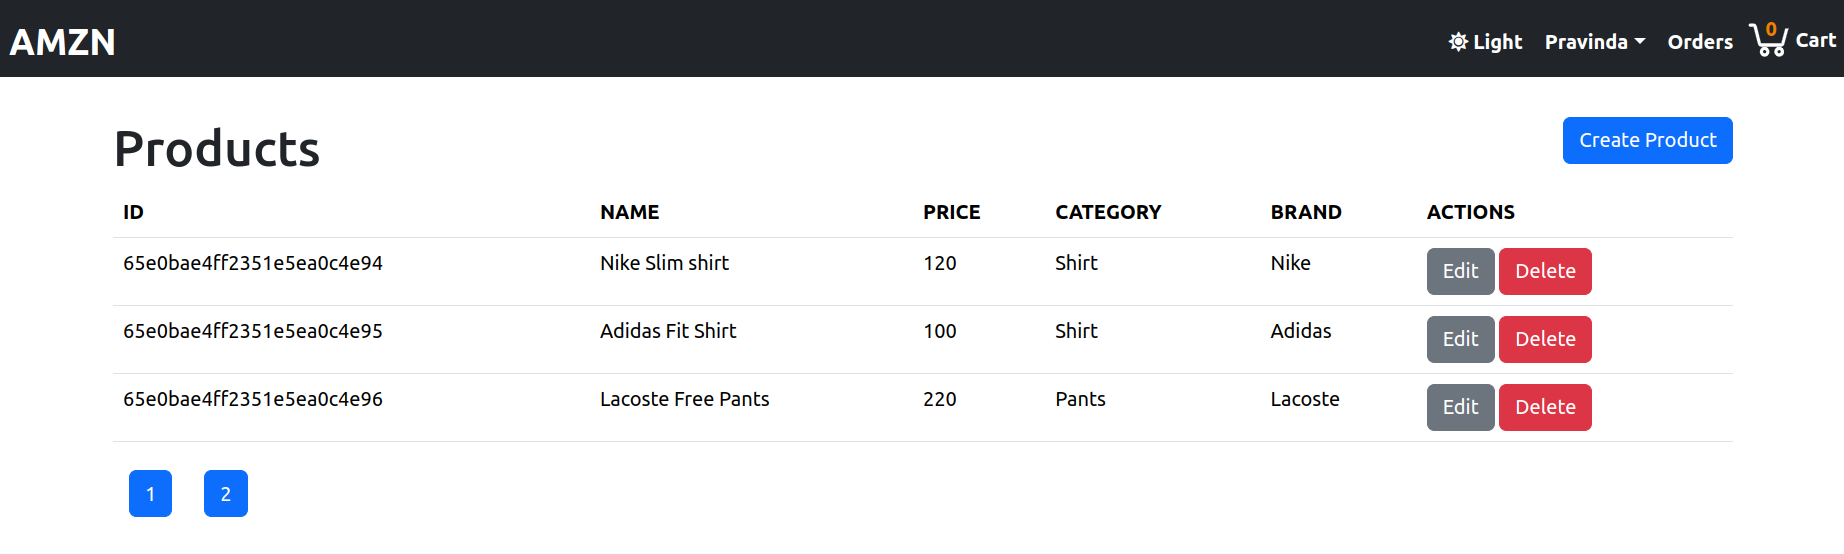 AMZN Light Pravinda Orders 0 Cart
Products Create Product
ID NAME PRICE CATEGORY BRAND ACTIONS
65e0bae4ff2351e5ea0c4e94 Nike Slim shirt 120 Shirt Nike Edit Delete
65e0bae4ff2351e5ea0c4e95 Adidas Fit Shirt 100 Shirt Adidas Edit Delete
65e0bae4ff2351e5ea0c4e96 Lacoste Free Pants 220 Pants Lacoste Edit Delete
1 2